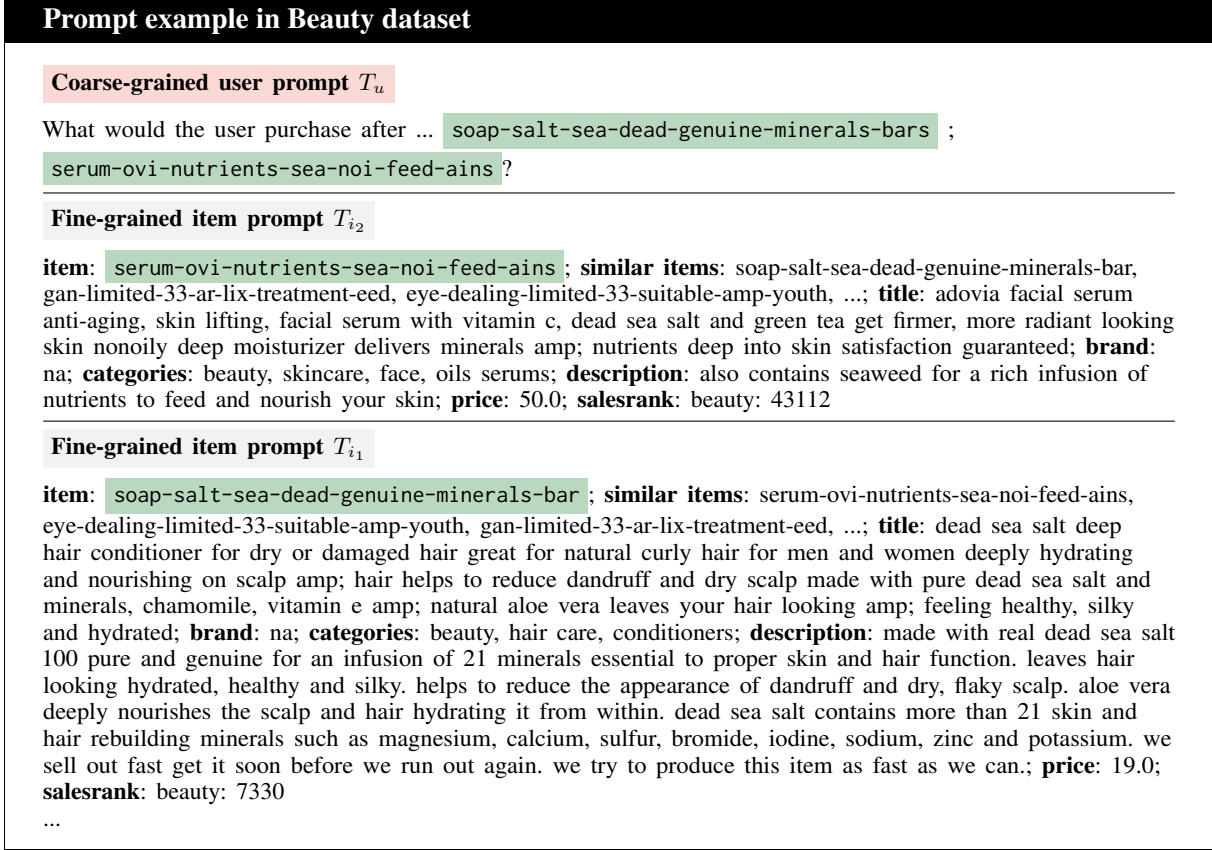 Prompt example in Beauty dataset
Coarse-grained user prompt T_u
What would the user purchase after ... soap-salt-sea-dead-genuine-minerals-bars ;
serum-ovi-nutrients-sea-noi-feed-ains ?
Fine-grained item prompt T_{i_2}
item: serum-ovi-nutrients-sea-noi-feed-ains ; similar items: soap-salt-sea-dead-genuine-minerals-bar,
gan-limited-33-ar-lix-treatment-eed, eye-dealing-limited-33-suitable-amp-youth, ...; title: adovia facial serum
anti-aging, skin lifting, facial serum with vitamin c, dead sea salt and green tea get firmer, more radiant looking
skin nonoily deep moisturizer delivers minerals amp; nutrients deep into skin satisfaction guaranteed; brand:
na; categories: beauty, skincare, face, oils serums; description: also contains seaweed for a rich infusion of
nutrients to feed and nourish your skin; price: 50.0; salesrank: beauty: 43112
Fine-grained item prompt T_{i_1}
item: soap-salt-sea-dead-genuine-minerals-bar ; similar items: serum-ovi-nutrients-sea-noi-feed-ains,
eye-dealing-limited-33-suitable-amp-youth, gan-limited-33-ar-lix-treatment-eed, ...; title: dead sea salt deep
hair conditioner for dry or damaged hair great for natural curly hair for men and women deeply hydrating
and nourishing on scalp amp; hair helps to reduce dandruff and dry scalp made with pure dead sea salt and
minerals, chamomile, vitamin e amp; natural aloe vera leaves your hair looking amp; feeling healthy, silky
and hydrated; brand: na; categories: beauty, hair care, conditioners; description: made with real dead sea salt
100 pure and genuine for an infusion of 21 minerals essential to proper skin and hair function. leaves hair
looking hydrated, healthy and silky. helps to reduce the appearance of dandruff and dry, flaky scalp. aloe vera
deeply nourishes the scalp and hair hydrating it from within. dead sea salt contains more than 21 skin and
hair rebuilding minerals such as magnesium, calcium, sulfur, bromide, iodine, sodium, zinc and potassium. we
sell out fast get it soon before we run out again. we try to produce this item as fast as we can.; price: 19.0;
salesrank: beauty: 7330
...